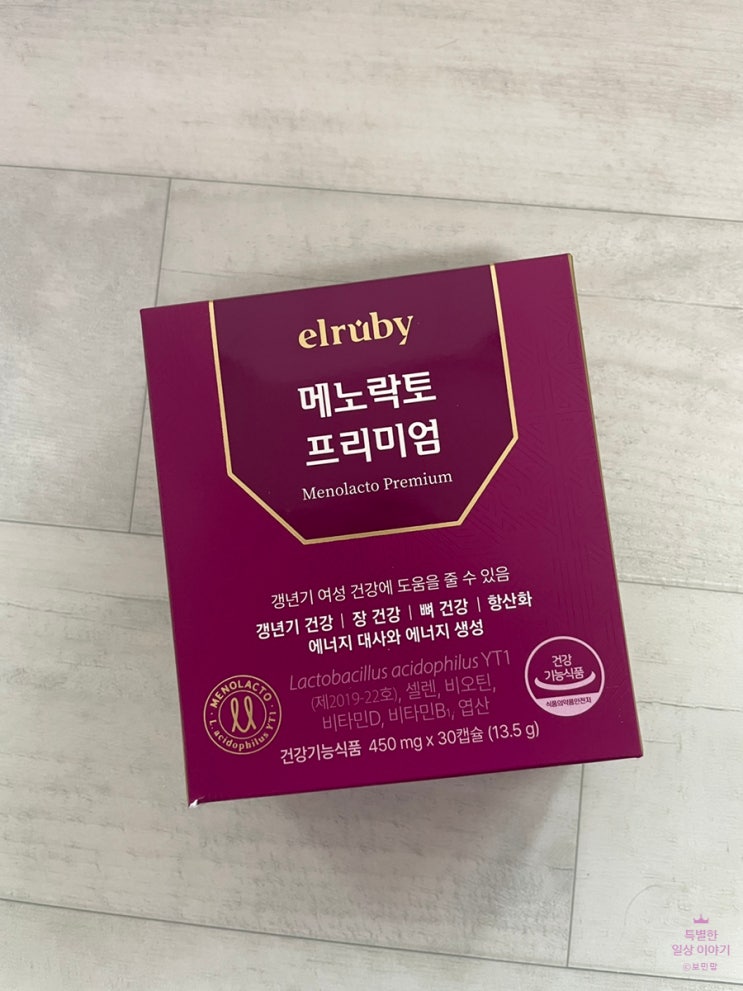 elruby
메노락토
프리미엄
Menolacto Premium
갱년기 여성 건강에 도움을 줄 수 있음
갱년기 건강 | 장 건강 | 뼈 건강 | 항산화
에너지 대사와 에너지 생성
Lactobacillus acidophilus YT1
(제2019-22호), 셀렌, 비오틴,
비타민D, 비타민B₁, 엽산
건강기능식품 450 mg x 30캡슐 (13.5 g)
MENOLACTO
L. acidophilus YT1
건강
기능식품
식품의약품안전처
특별한
일상 이야기
©보민맘